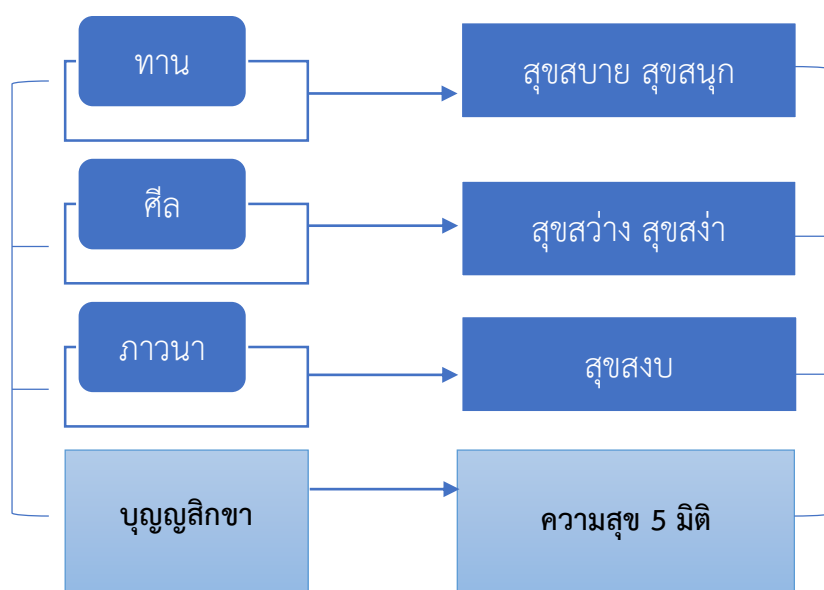 ทาน
สุขสบาย สุขสนุก
ศีล
สุขสว่าง สุขสง่า
ภาวนา
สุขสงบ
บุญญสิกขา
ความสุข 5 มิติ